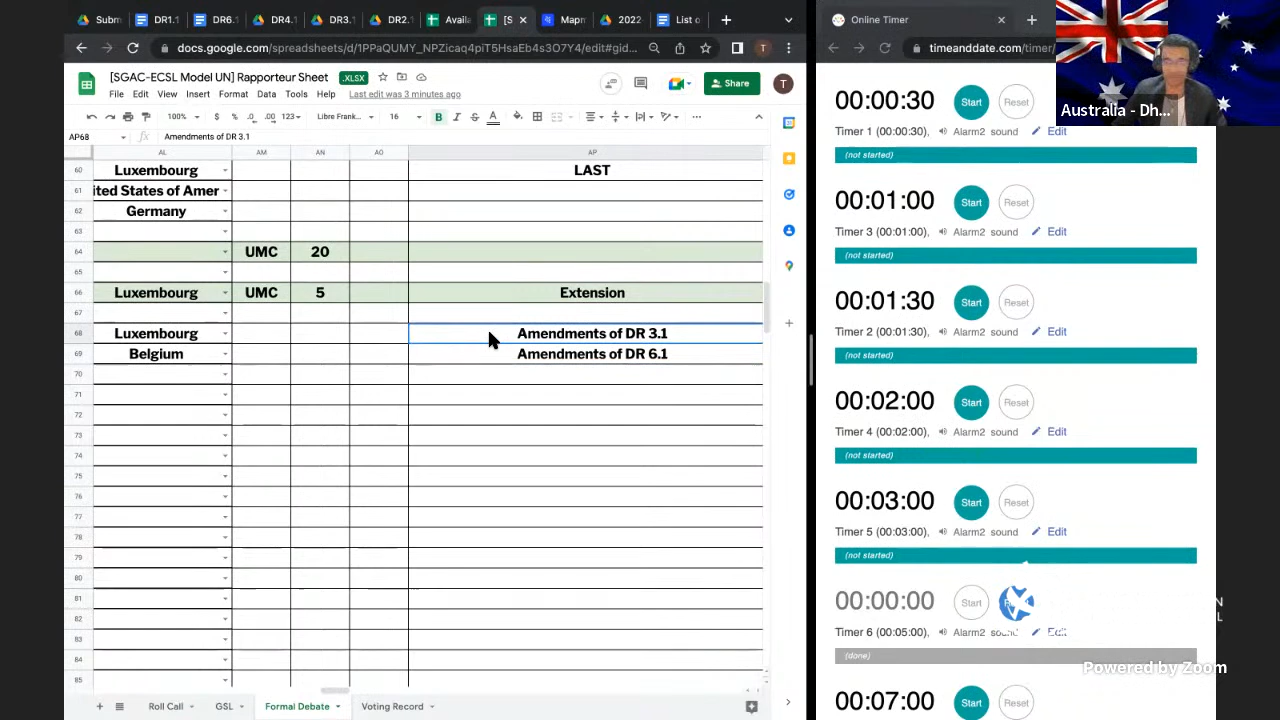 Subm
DR1.1
DR6.
DR4.1
DR3.1
DR2.1
Availa
[S
Mapn
2022
List o
docs.google.com/spreadsheets/d/1PPaQUMY_NPZicaq4piT5HsaEb4s3O7Y4/edit#gid...
T
[SGAC-ECSL Model UN] Rapporteur Sheet
.XLSX
Share
T
File Edit View Insert Format Data Tools Help Last edit was 3 minutes ago
100% $ % .0 .00 123 Libre Frank... 16 B I S A
AP68 fx Amendments of DR 3.1
AL AM AN AO AP
60 Luxembourg LAST
61 ited States of Amer
62 Germany
63
64 UMC 20
65
66 Luxembourg UMC 5 Extension
67
68 Luxembourg Amendments of DR 3.1
69 Belgium Amendments of DR 6.1
70
71
72
73
74
75
76
77
78
79
80
81
82
83
84
85
Roll Call GSL Formal Debate Voting Record
Online Timer
timeanddate.com/timer/
Australia - Dh...
00:00:30 Start Reset
Timer 1 (00:00:30), Alarm2 sound Edit
(not started)
00:01:00 Start Reset
Timer 3 (00:01:00), Alarm2 sound Edit
(not started)
00:01:30 Start Reset
Timer 2 (00:01:30), Alarm2 sound Edit
(not started)
00:02:00 Start Reset
Timer 4 (00:02:00), Alarm2 sound Edit
(not started)
00:03:00 Start Reset
Timer 5 (00:03:00), Alarm2 sound Edit
(not started)
00:00:00 Start
Timer 6 (00:05:00), Alarm2 Edit
(done)
Powered by Zoom
00:07:00 Start Reset